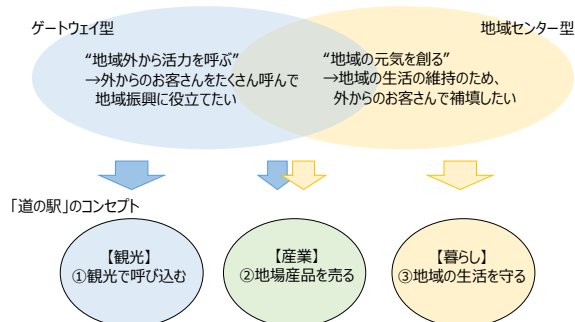 ゲートウェイ型
地域センター型
“地域外から活力を呼ぶ”
→外からのお客さんをたくさん呼んで
地域振興に役立てたい
“地域の元気を創る”
→地域の生活の維持のため、
外からのお客さんで補填したい
「道の駅」のコンセプト
【観光】
①観光で呼び込む
【産業】
②地場産品を売る
【暮らし】
③地域の生活を守る